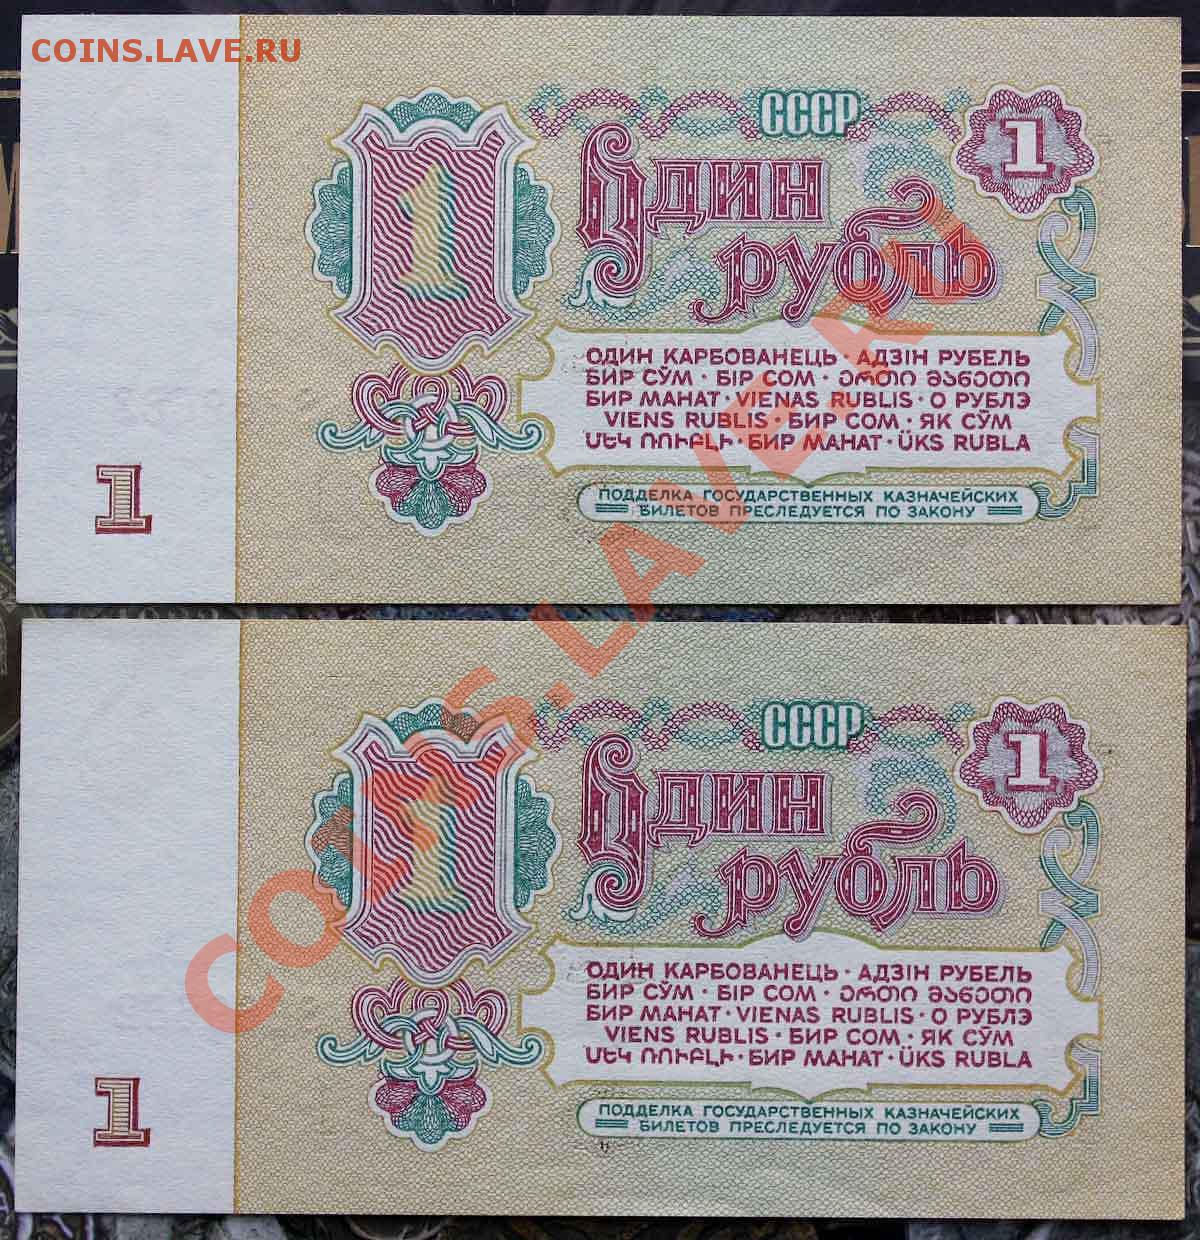 COINS.LAVE.RU
СССР
1
1
Один
рубль
ОДИН КАРБОВАНЕЦЬ · АДЗІН РУБЕЛЬ
БИР СЎМ · БІР СОМ · ᲔᲠᲗᲘ ᲛᲐᲜᲔᲗᲘ
БИР МАНАТ · VIENAS RUBLIS · О РУБЛЭ
VIENS RUBLIS · БИР СОМ · ЯК СӮМ
ՄԵԿ ՌՈՒԲԼԻ · БИР МАНАТ · ÜKS RUBLA
ПОДДЕЛКА ГОСУДАРСТВЕННЫХ КАЗНАЧЕЙСКИХ
БИЛЕТОВ ПРЕСЛЕДУЕТСЯ ПО ЗАКОНУ
1
COINS.LAVE.RU
СССР
1
1
Один
рубль
ОДИН КАРБОВАНЕЦЬ · АДЗІН РУБЕЛЬ
БИР СЎМ · БІР СОМ · ᲔᲠᲗᲘ ᲛᲐᲜᲔᲗᲘ
БИР МАНАТ · VIENAS RUBLIS · О РУБЛЭ
VIENS RUBLIS · БИР СОМ · ЯК СӮМ
ՄԵԿ ՌՈՒԲԼԻ · БИР МАНАТ · ÜKS RUBLA
ПОДДЕЛКА ГОСУДАРСТВЕННЫХ КАЗНАЧЕЙСКИХ
БИЛЕТОВ ПРЕСЛЕДУЕТСЯ ПО ЗАКОНУ
1